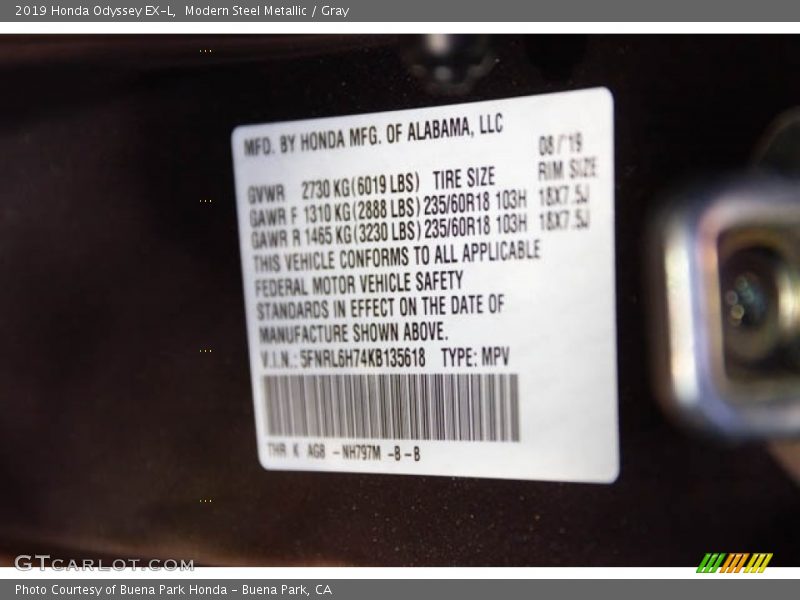 2019 Honda Odyssey EX-L,  Modern Steel Metallic / Gray
MFD. BY HONDA MFG. OF ALABAMA, LLC
08/'19
GVWR 2730 KG(6019 LBS) TIRE SIZE RIM SIZE
GAWR F 1310 KG(2888 LBS) 235/60R18 103H 18X7.5J
GAWR R 1465 KG(3230 LBS) 235/60R18 103H 18X7.5J
THIS VEHICLE CONFORMS TO ALL APPLICABLE
FEDERAL MOTOR VEHICLE SAFETY
STANDARDS IN EFFECT ON THE DATE OF
MANUFACTURE SHOWN ABOVE.
V.I.N.: 5FNRL6H74KB135618 TYPE: MPV
THR K AG8 -NH797M -B-B
GTCARLOT.COM
Photo Courtesy of Buena Park Honda - Buena Park, CA